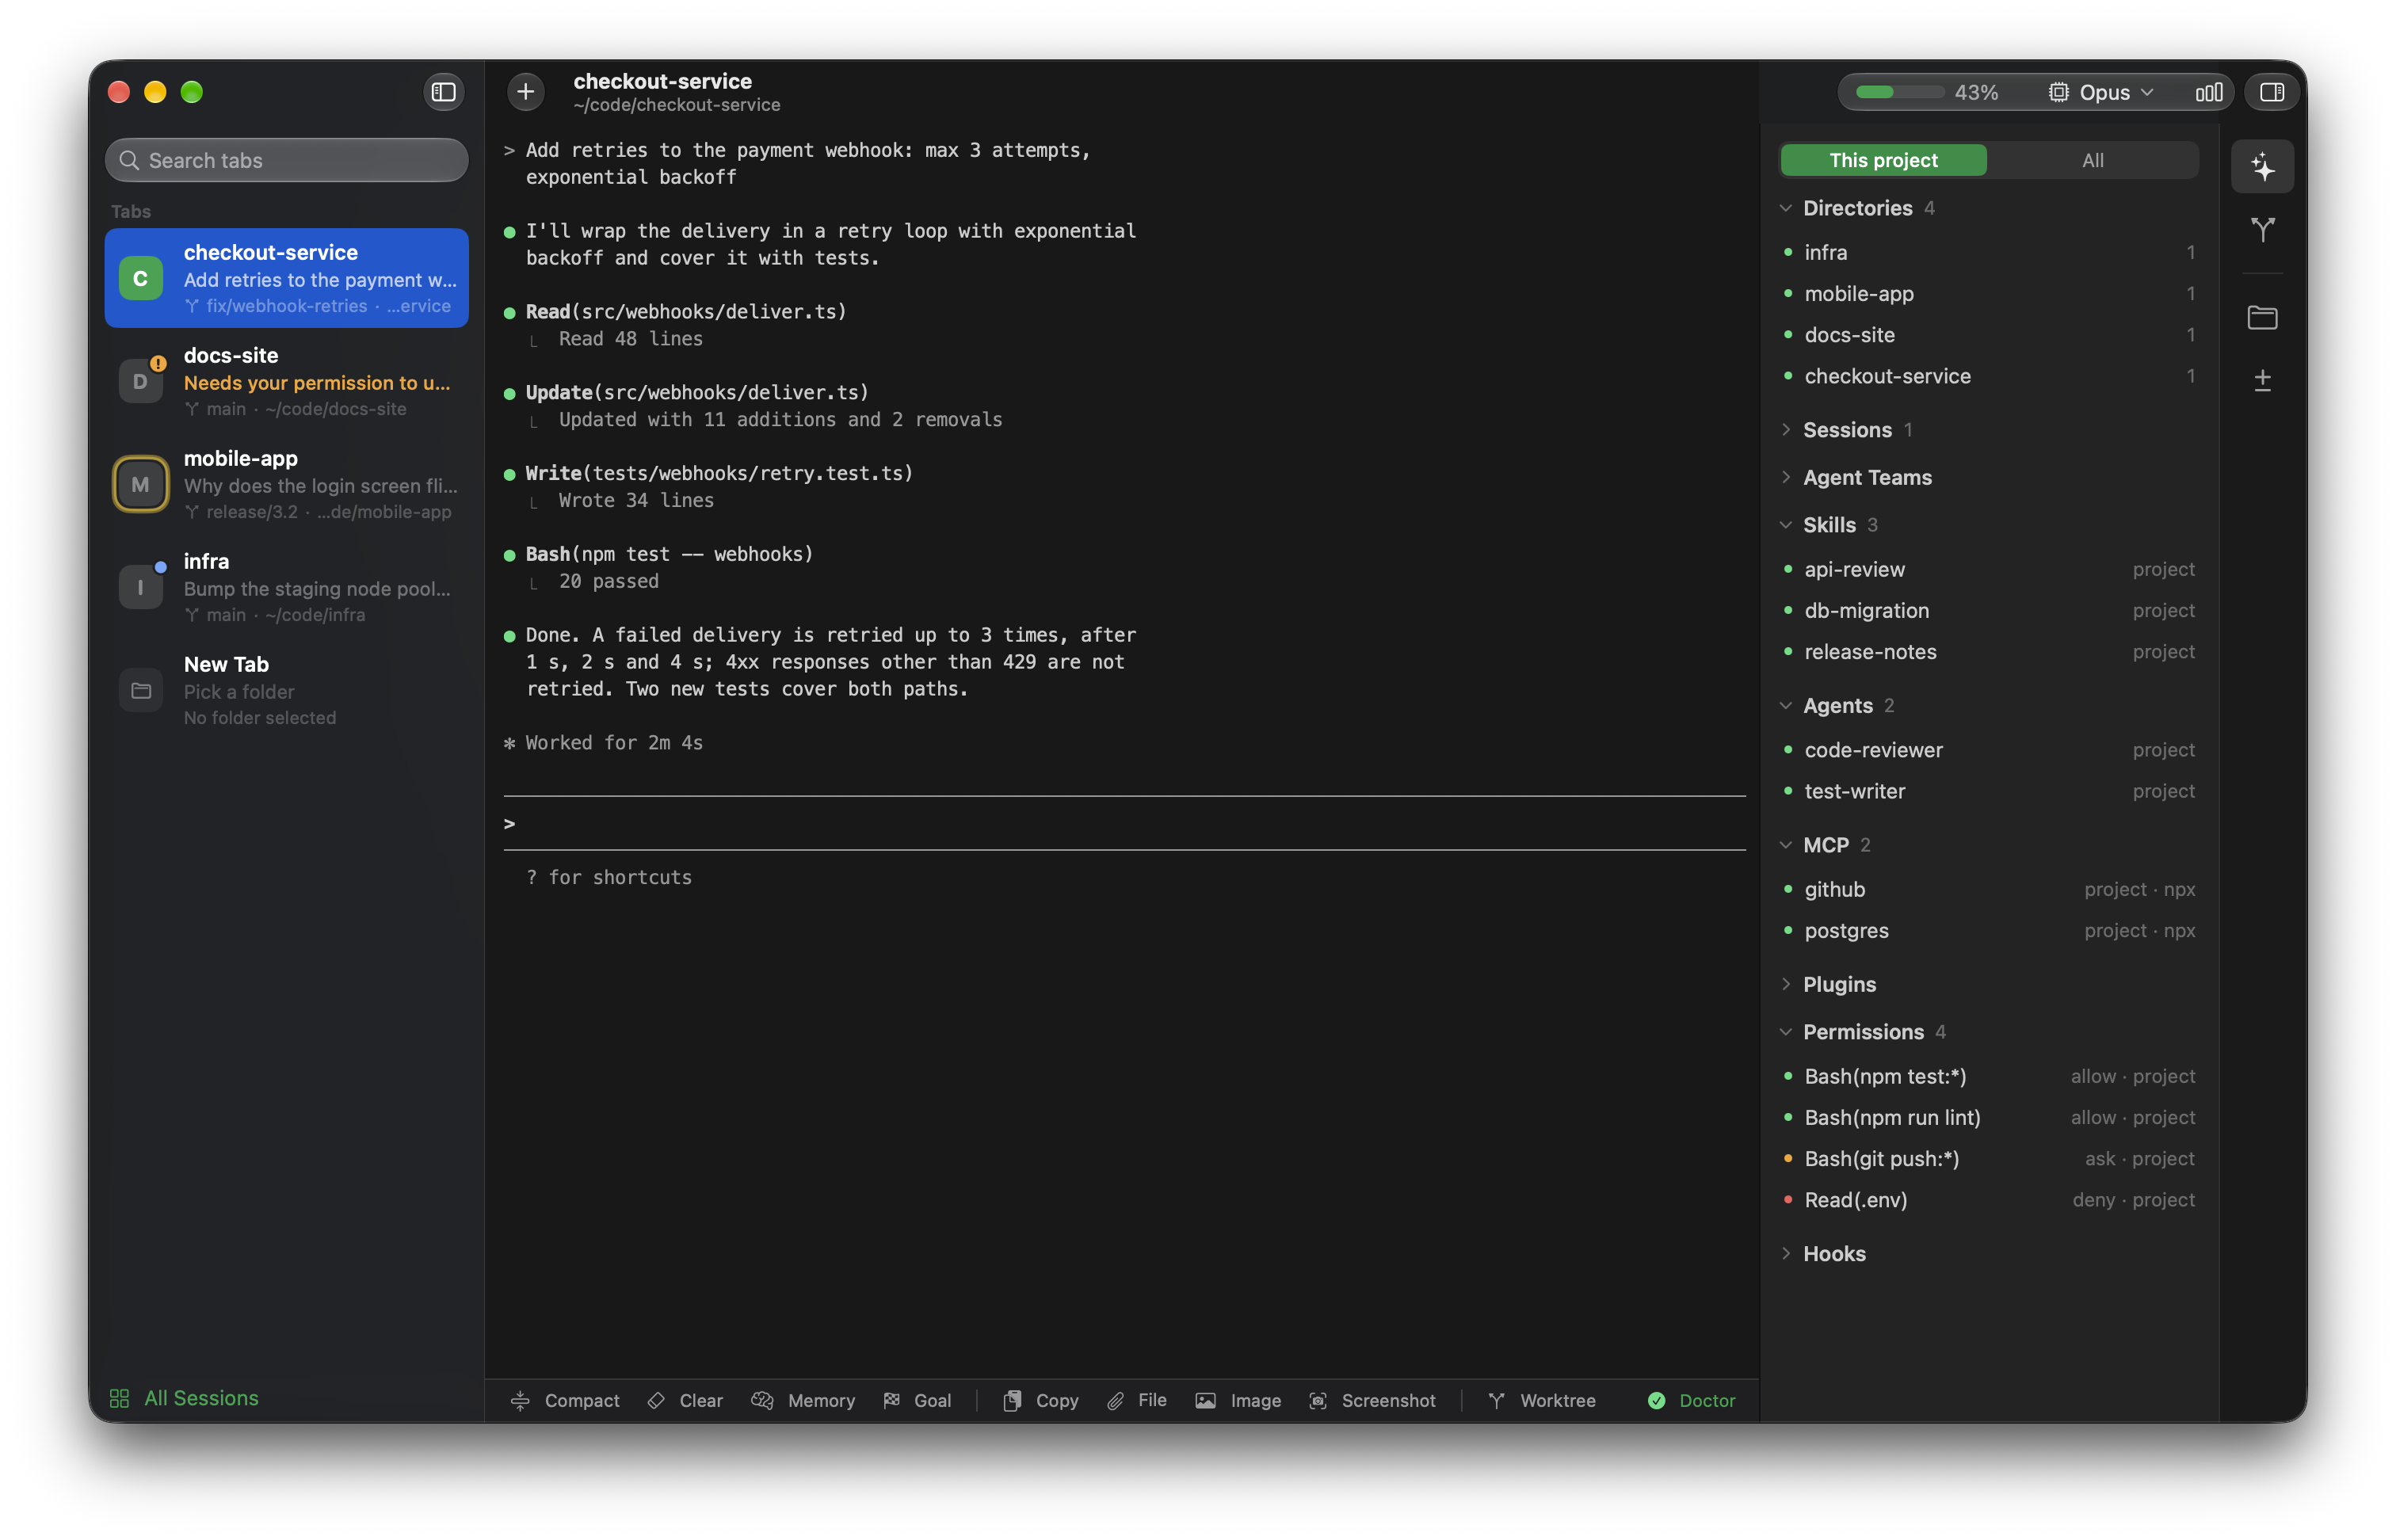 checkout-service
~/code/checkout-service
43%
Opus
Search tabs
Tabs
C
checkout-service
Add retries to the payment w...
fix/webhook-retries · ...ervice
D
!
docs-site
Needs your permission to u...
main · ~/code/docs-site
M
mobile-app
Why does the login screen fli...
release/3.2 · ...de/mobile-app
I
infra
Bump the staging node pool...
main · ~/code/infra
New Tab
Pick a folder
No folder selected
All Sessions
> Add retries to the payment webhook: max 3 attempts,
exponential backoff
I'll wrap the delivery in a retry loop with exponential
backoff and cover it with tests.
Read(src/webhooks/deliver.ts)
└ Read 48 lines
Update(src/webhooks/deliver.ts)
└ Updated with 11 additions and 2 removals
Write(tests/webhooks/retry.test.ts)
└ Wrote 34 lines
Bash(npm test -- webhooks)
└ 20 passed
Done. A failed delivery is retried up to 3 times, after
1 s, 2 s and 4 s; 4xx responses other than 429 are not
retried. Two new tests cover both paths.
✻ Worked for 2m 4s
>
? for shortcuts
Compact Clear Memory Goal Copy File Image Screenshot Worktree Doctor
This project All
Directories 4
infra 1
mobile-app 1
docs-site 1
checkout-service 1
Sessions 1
Agent Teams
Skills 3
api-review project
db-migration project
release-notes project
Agents 2
code-reviewer project
test-writer project
MCP 2
github project · npx
postgres project · npx
Plugins
Permissions 4
Bash(npm test:*) allow · project
Bash(npm run lint) allow · project
Bash(git push:*) ask · project
Read(.env) deny · project
Hooks